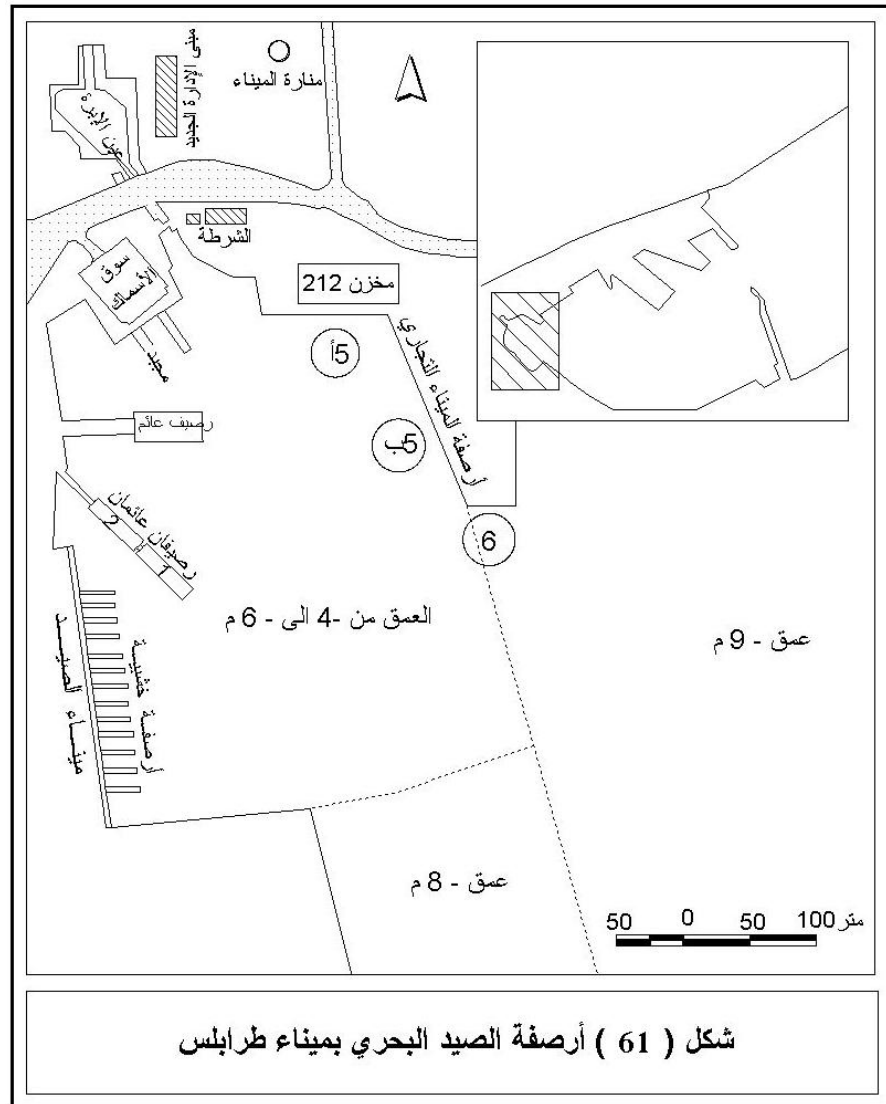 مبنى الإدارة الجديد
منارة الميناء
عين الإبرة
الشرطة
سوق
الأسماك
مخزن 212
5أ
أرصفة الميناء التجاري
5ب
رصيف عائم
رصيفان عائمان
2
1
6
العمق من -4 الى - 6 م
عمق - 9 م
أرصفة خشبية
ميناء الصيد
عمق - 8 م
50 0 50 100 متر
شكل ( 61 ) أرصفة الصيد البحري بميناء طرابلس